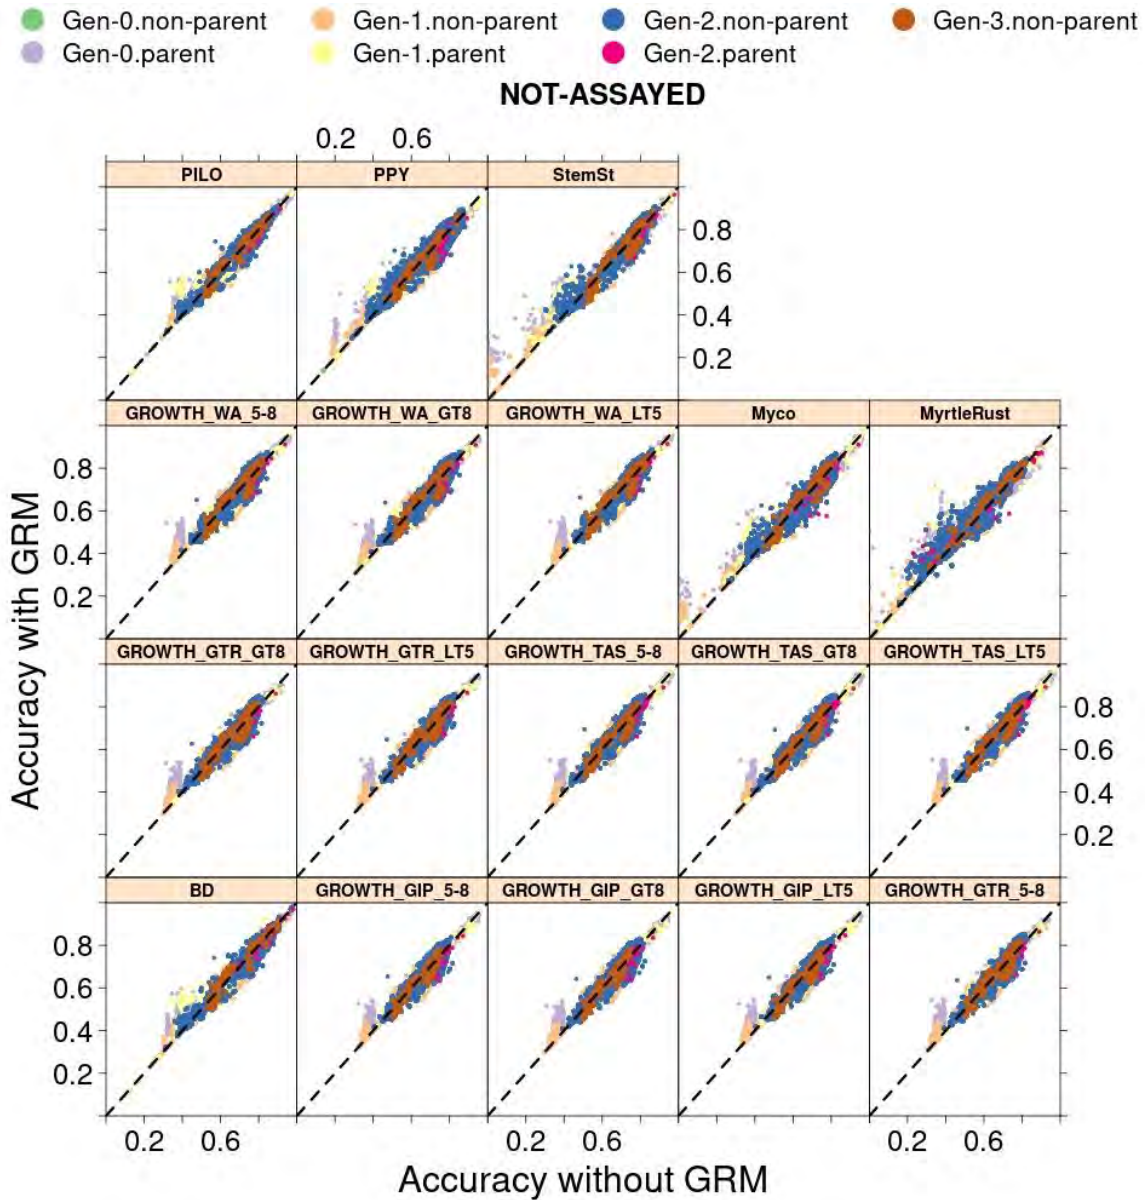 Gen-0.non-parent Gen-1.non-parent Gen-2.non-parent Gen-3.non-parent
Gen-0.parent Gen-1.parent Gen-2.parent
NOT-ASSAYED
0.2 0.6
PILO PPY StemSt
0.8
0.6
0.4
0.2
GROWTH_WA_5-8 GROWTH_WA_GT8 GROWTH_WA_LT5 Myco MyrtleRust
0.8
0.6
0.4
0.2
GROWTH_GTR_GT8 GROWTH_GTR_LT5 GROWTH_TAS_5-8 GROWTH_TAS_GT8 GROWTH_TAS_LT5
0.8
0.6
0.4
0.2
BD GROWTH_GIP_5-8 GROWTH_GIP_GT8 GROWTH_GIP_LT5 GROWTH_GTR_5-8
0.8
0.6
0.4
0.2
0.2 0.6 0.2 0.6 0.2 0.6
Accuracy with GRM
Accuracy without GRM